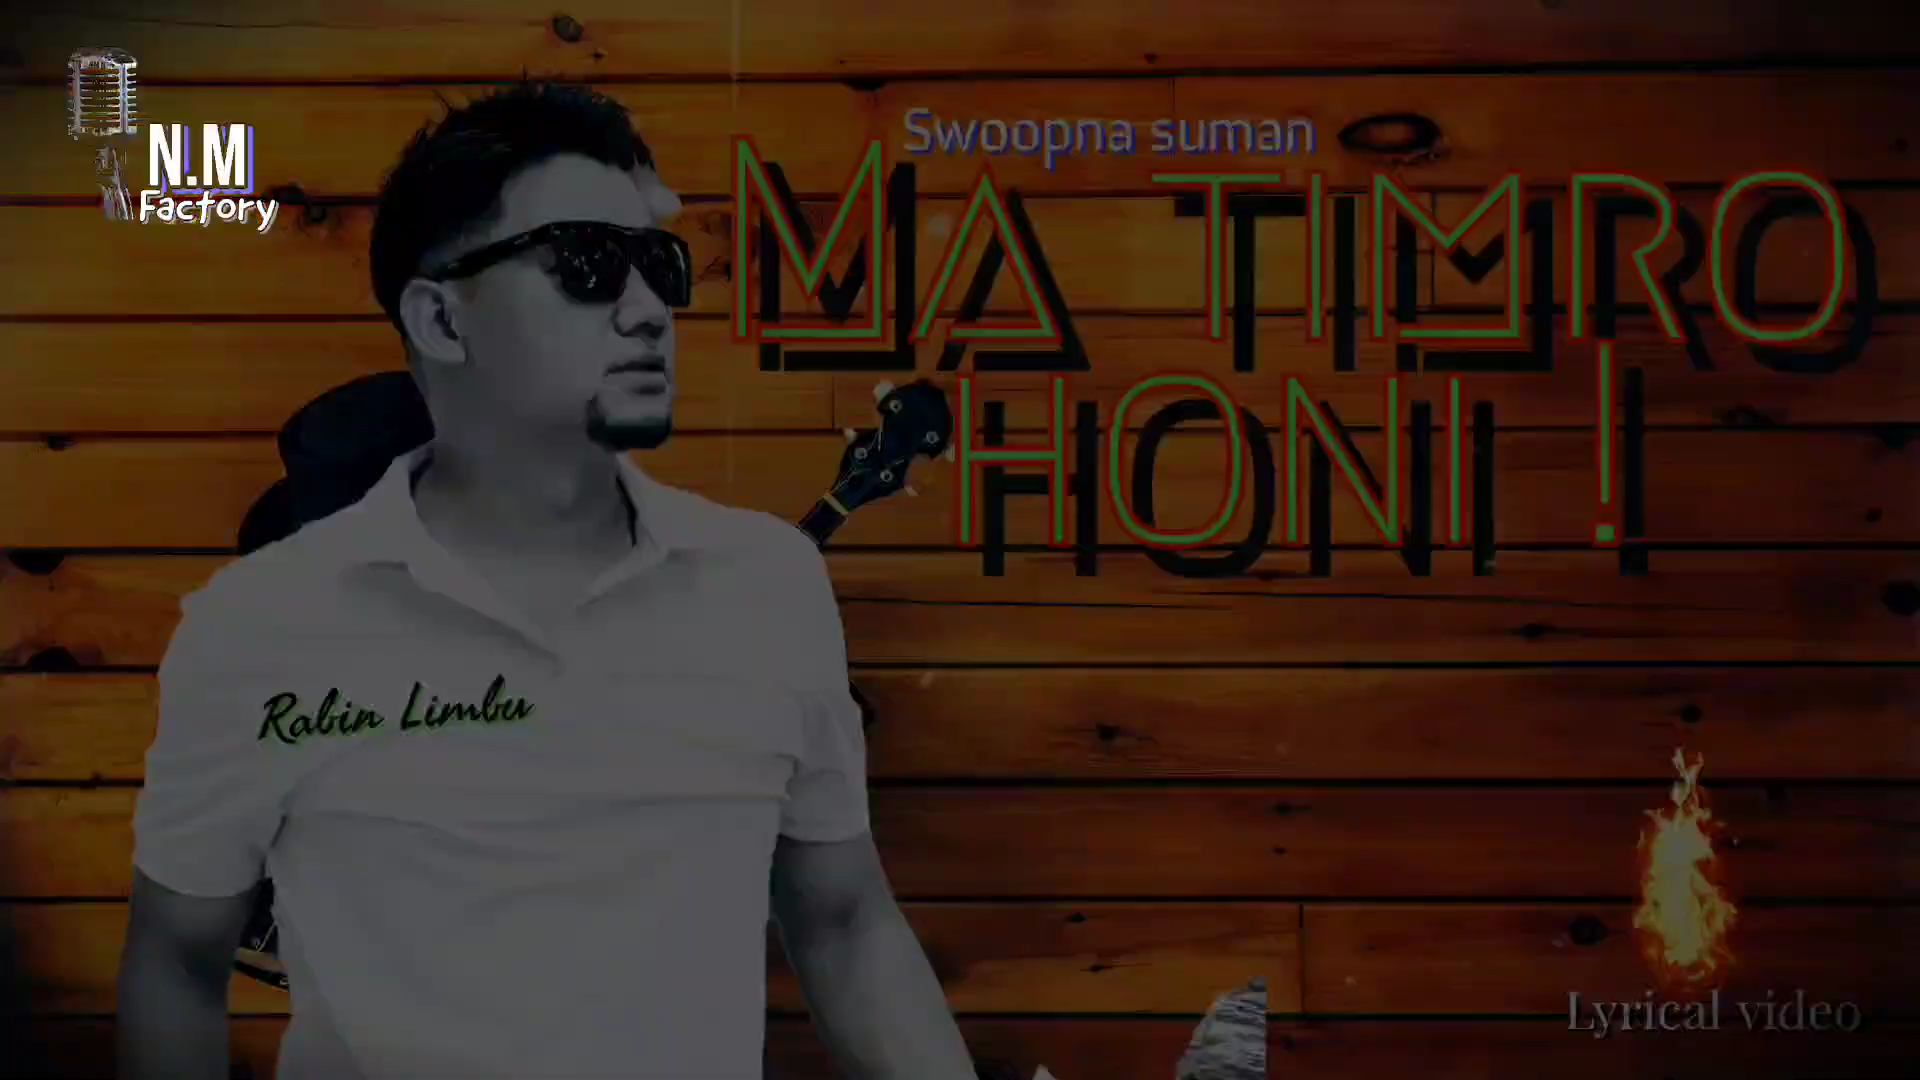 N.M
Factory
Swoopna suman
MA TIMRO
HONI !
Rabin Limbu
Lyrical video